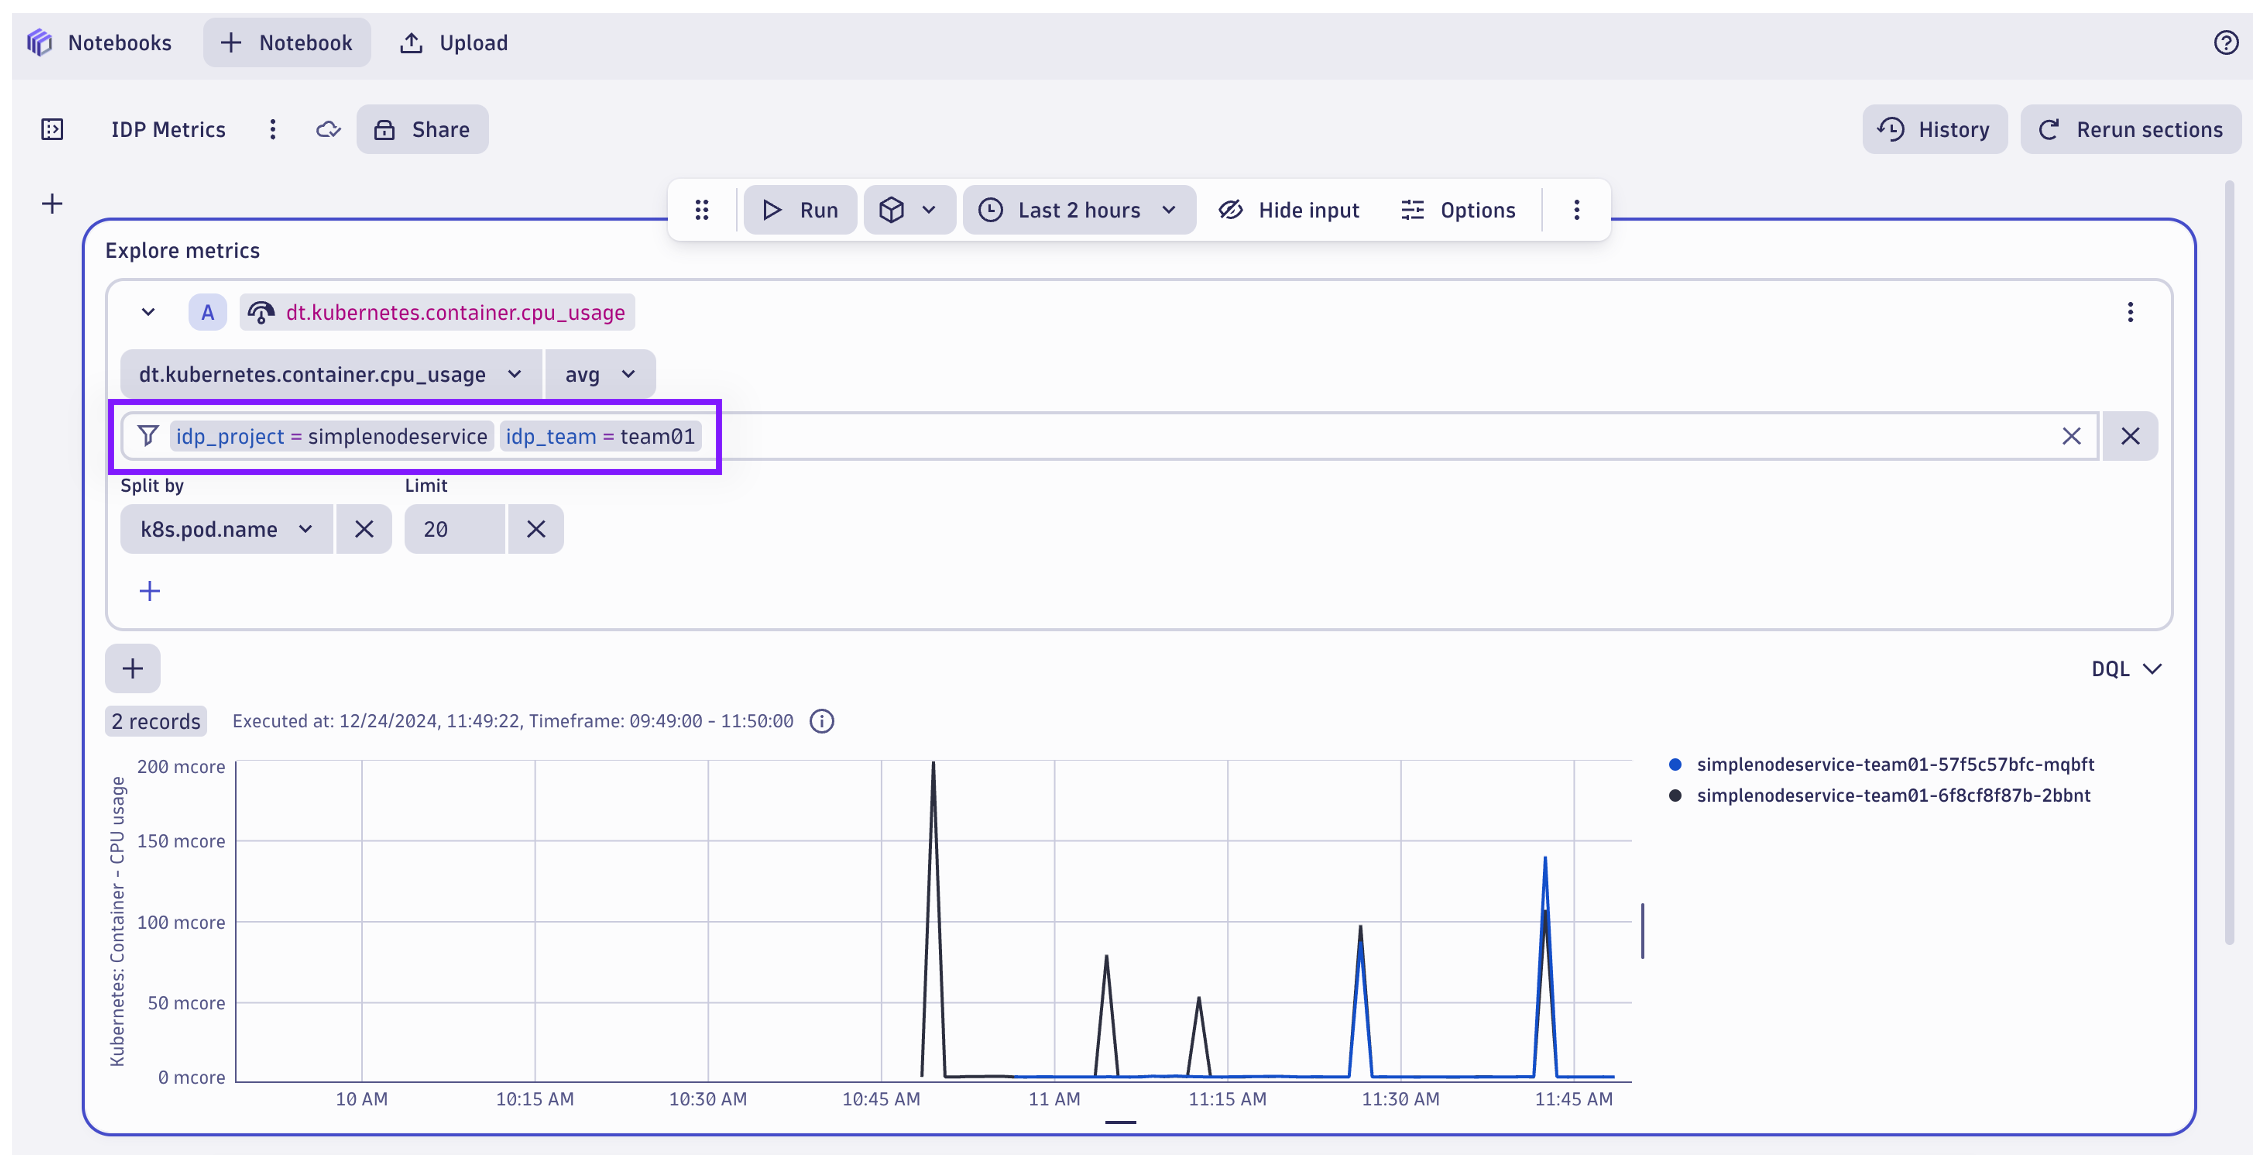 Notebooks Notebook Upload
IDP Metrics Share History Rerun sections
Run Last 2 hours Hide input Options
Explore metrics
A dt.kubernetes.container.cpu_usage
dt.kubernetes.container.cpu_usage avg
idp_project = simplenodeservice idp_team = team01
Split by Limit
k8s.pod.name 20
DQL
2 records Executed at: 12/24/2024, 11:49:22, Timeframe: 09:49:00 - 11:50:00
Kubernetes: Container - CPU usage
200 mcore
150 mcore
100 mcore
50 mcore
0 mcore
10 AM 10:15 AM 10:30 AM 10:45 AM 11 AM 11:15 AM 11:30 AM 11:45 AM
simplenodeservice-team01-57f5c57bfc-mqbft
simplenodeservice-team01-6f8cf8f87b-2bbnt